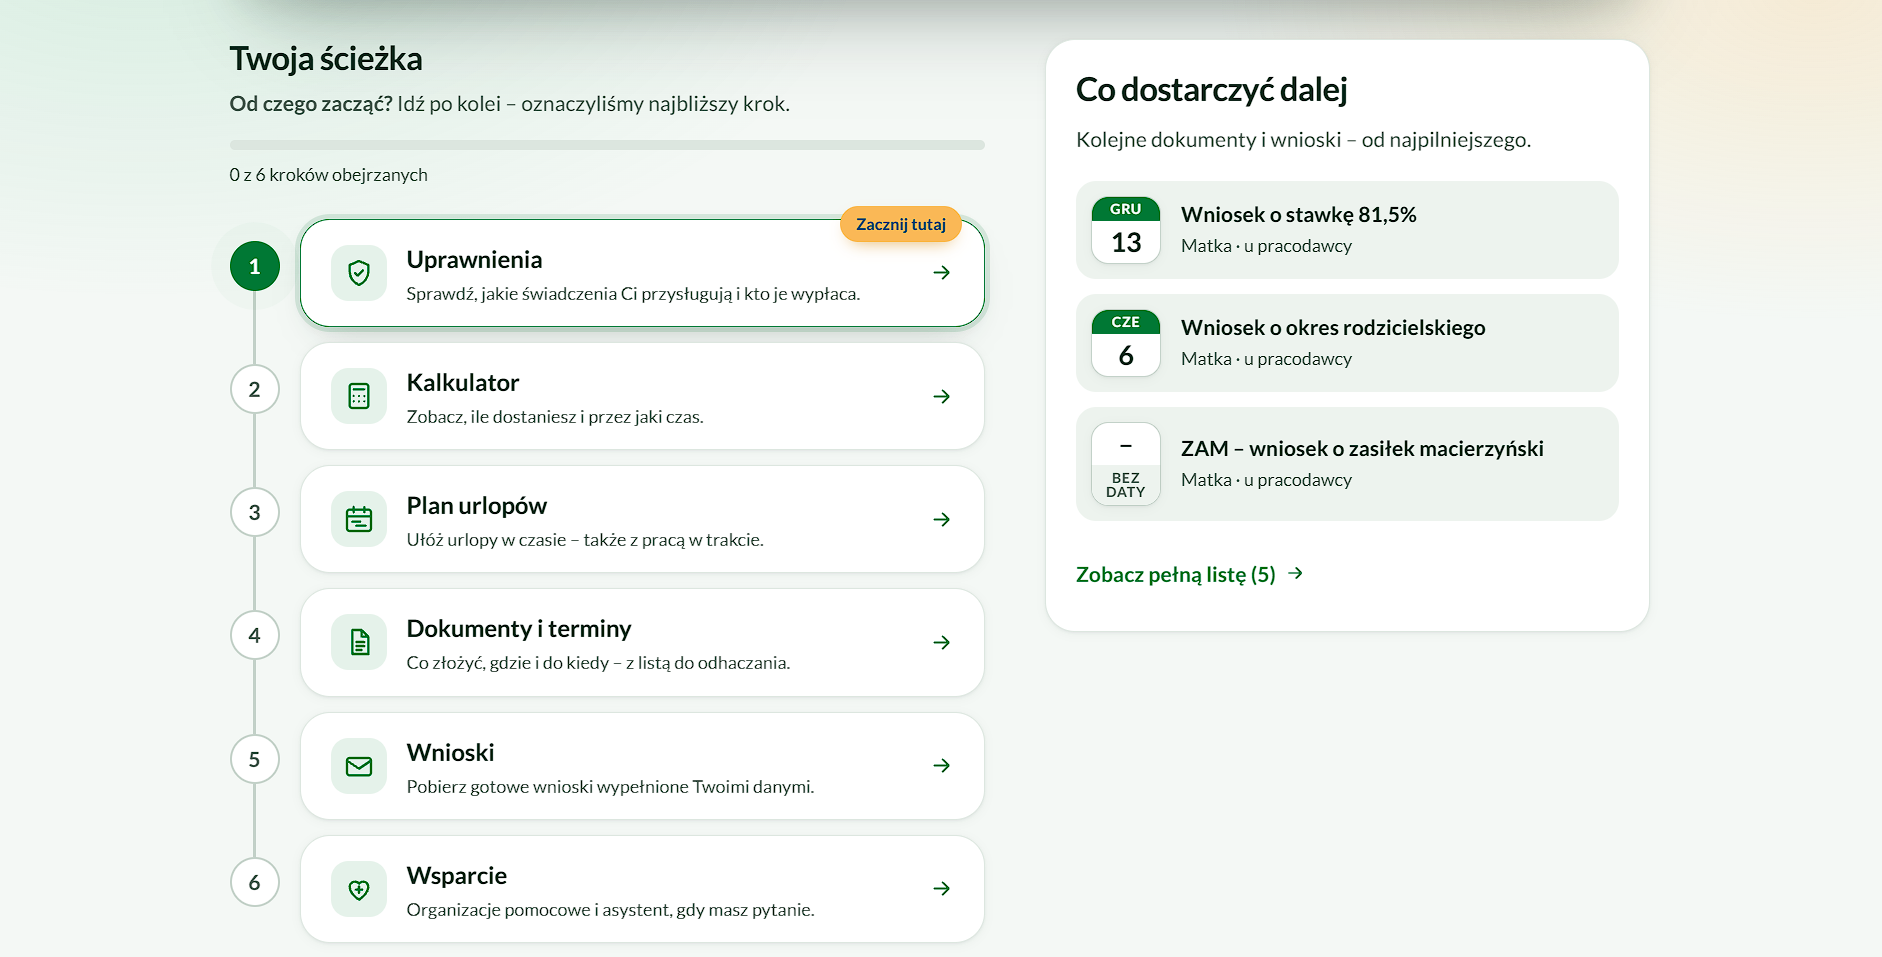 Twoja ścieżka
Od czego zacząć? Idź po kolei – oznaczyliśmy najbliższy krok.
0 z 6 kroków obejrzanych
Zacznij tutaj
1
Uprawnienia
Sprawdź, jakie świadczenia Ci przysługują i kto je wypłaca.
2
Kalkulator
Zobacz, ile dostaniesz i przez jaki czas.
3
Plan urlopów
Ułóż urlopy w czasie – także z pracą w trakcie.
4
Dokumenty i terminy
Co złożyć, gdzie i do kiedy – z listą do odhaczania.
5
Wnioski
Pobierz gotowe wnioski wypełnione Twoimi danymi.
6
Wsparcie
Organizacje pomocowe i asystent, gdy masz pytanie.
Co dostarczyć dalej
Kolejne dokumenty i wnioski – od najpilniejszego.
GRU
13
Wniosek o stawkę 81,5%
Matka · u pracodawcy
CZE
6
Wniosek o okres rodzicielskiego
Matka · u pracodawcy
–
BEZ
DATY
ZAM – wniosek o zasiłek macierzyński
Matka · u pracodawcy
Zobacz pełną listę (5)